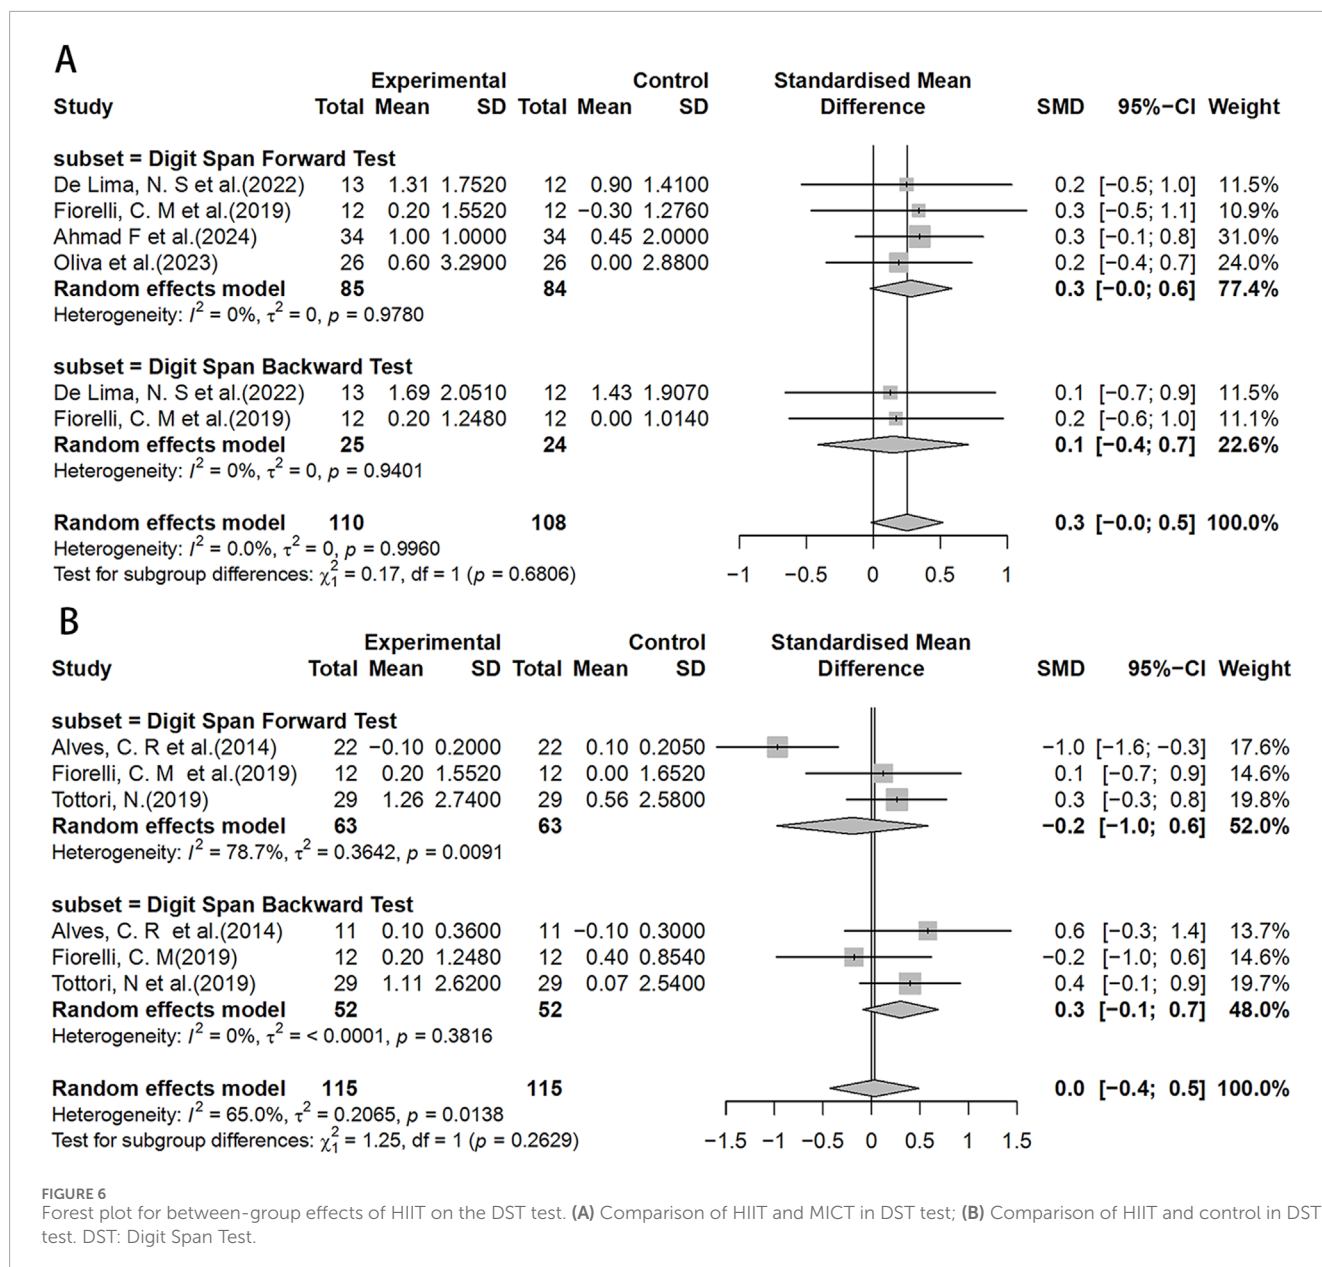 A
Experimental Control Standardised Mean
Study Total Mean SD Total Mean SD Difference SMD 95%−CI Weight
subset = Digit Span Forward Test
De Lima, N. S et al.(2022) 13 1.31 1.7520 12 0.90 1.4100 0.2 [−0.5; 1.0] 11.5%
Fiorelli, C. M et al.(2019) 12 0.20 1.5520 12 −0.30 1.2760 0.3 [−0.5; 1.1] 10.9%
Ahmad F et al.(2024) 34 1.00 1.0000 34 0.45 2.0000 0.3 [−0.1; 0.8] 31.0%
Oliva et al.(2023) 26 0.60 3.2900 26 0.00 2.8800 0.2 [−0.4; 0.7] 24.0%
Random effects model 85 84 0.3 [−0.0; 0.6] 77.4%
Heterogeneity: I² = 0%, τ² = 0, p = 0.9780
subset = Digit Span Backward Test
De Lima, N. S et al.(2022) 13 1.69 2.0510 12 1.43 1.9070 0.1 [−0.7; 0.9] 11.5%
Fiorelli, C. M et al.(2019) 12 0.20 1.2480 12 0.00 1.0140 0.2 [−0.6; 1.0] 11.1%
Random effects model 25 24 0.1 [−0.4; 0.7] 22.6%
Heterogeneity: I² = 0%, τ² = 0, p = 0.9401
Random effects model 110 108 0.3 [−0.0; 0.5] 100.0%
Heterogeneity: I² = 0.0%, τ² = 0, p = 0.9960
Test for subgroup differences: χ₁² = 0.17, df = 1 (p = 0.6806)
−1 −0.5 0 0.5 1
B
Experimental Control Standardised Mean
Study Total Mean SD Total Mean SD Difference SMD 95%−CI Weight
subset = Digit Span Forward Test
Alves, C. R et al.(2014) 22 −0.10 0.2000 22 0.10 0.2050 −1.0 [−1.6; −0.3] 17.6%
Fiorelli, C. M et al.(2019) 12 0.20 1.5520 12 0.00 1.6520 0.1 [−0.7; 0.9] 14.6%
Tottori, N.(2019) 29 1.26 2.7400 29 0.56 2.5800 0.3 [−0.3; 0.8] 19.8%
Random effects model 63 63 −0.2 [−1.0; 0.6] 52.0%
Heterogeneity: I² = 78.7%, τ² = 0.3642, p = 0.0091
subset = Digit Span Backward Test
Alves, C. R et al.(2014) 11 0.10 0.3600 11 −0.10 0.3000 0.6 [−0.3; 1.4] 13.7%
Fiorelli, C. M(2019) 12 0.20 1.2480 12 0.40 0.8540 −0.2 [−1.0; 0.6] 14.6%
Tottori, N et al.(2019) 29 1.11 2.6200 29 0.07 2.5400 0.4 [−0.1; 0.9] 19.7%
Random effects model 52 52 0.3 [−0.1; 0.7] 48.0%
Heterogeneity: I² = 0%, τ² = < 0.0001, p = 0.3816
Random effects model 115 115 0.0 [−0.4; 0.5] 100.0%
Heterogeneity: I² = 65.0%, τ² = 0.2065, p = 0.0138
Test for subgroup differences: χ₁² = 1.25, df = 1 (p = 0.2629)
−1.5 −1 −0.5 0 0.5 1 1.5
FIGURE 6
Forest plot for between-group effects of HIIT on the DST test. (A) Comparison of HIIT and MICT in DST test; (B) Comparison of HIIT and control in DST
test. DST: Digit Span Test.